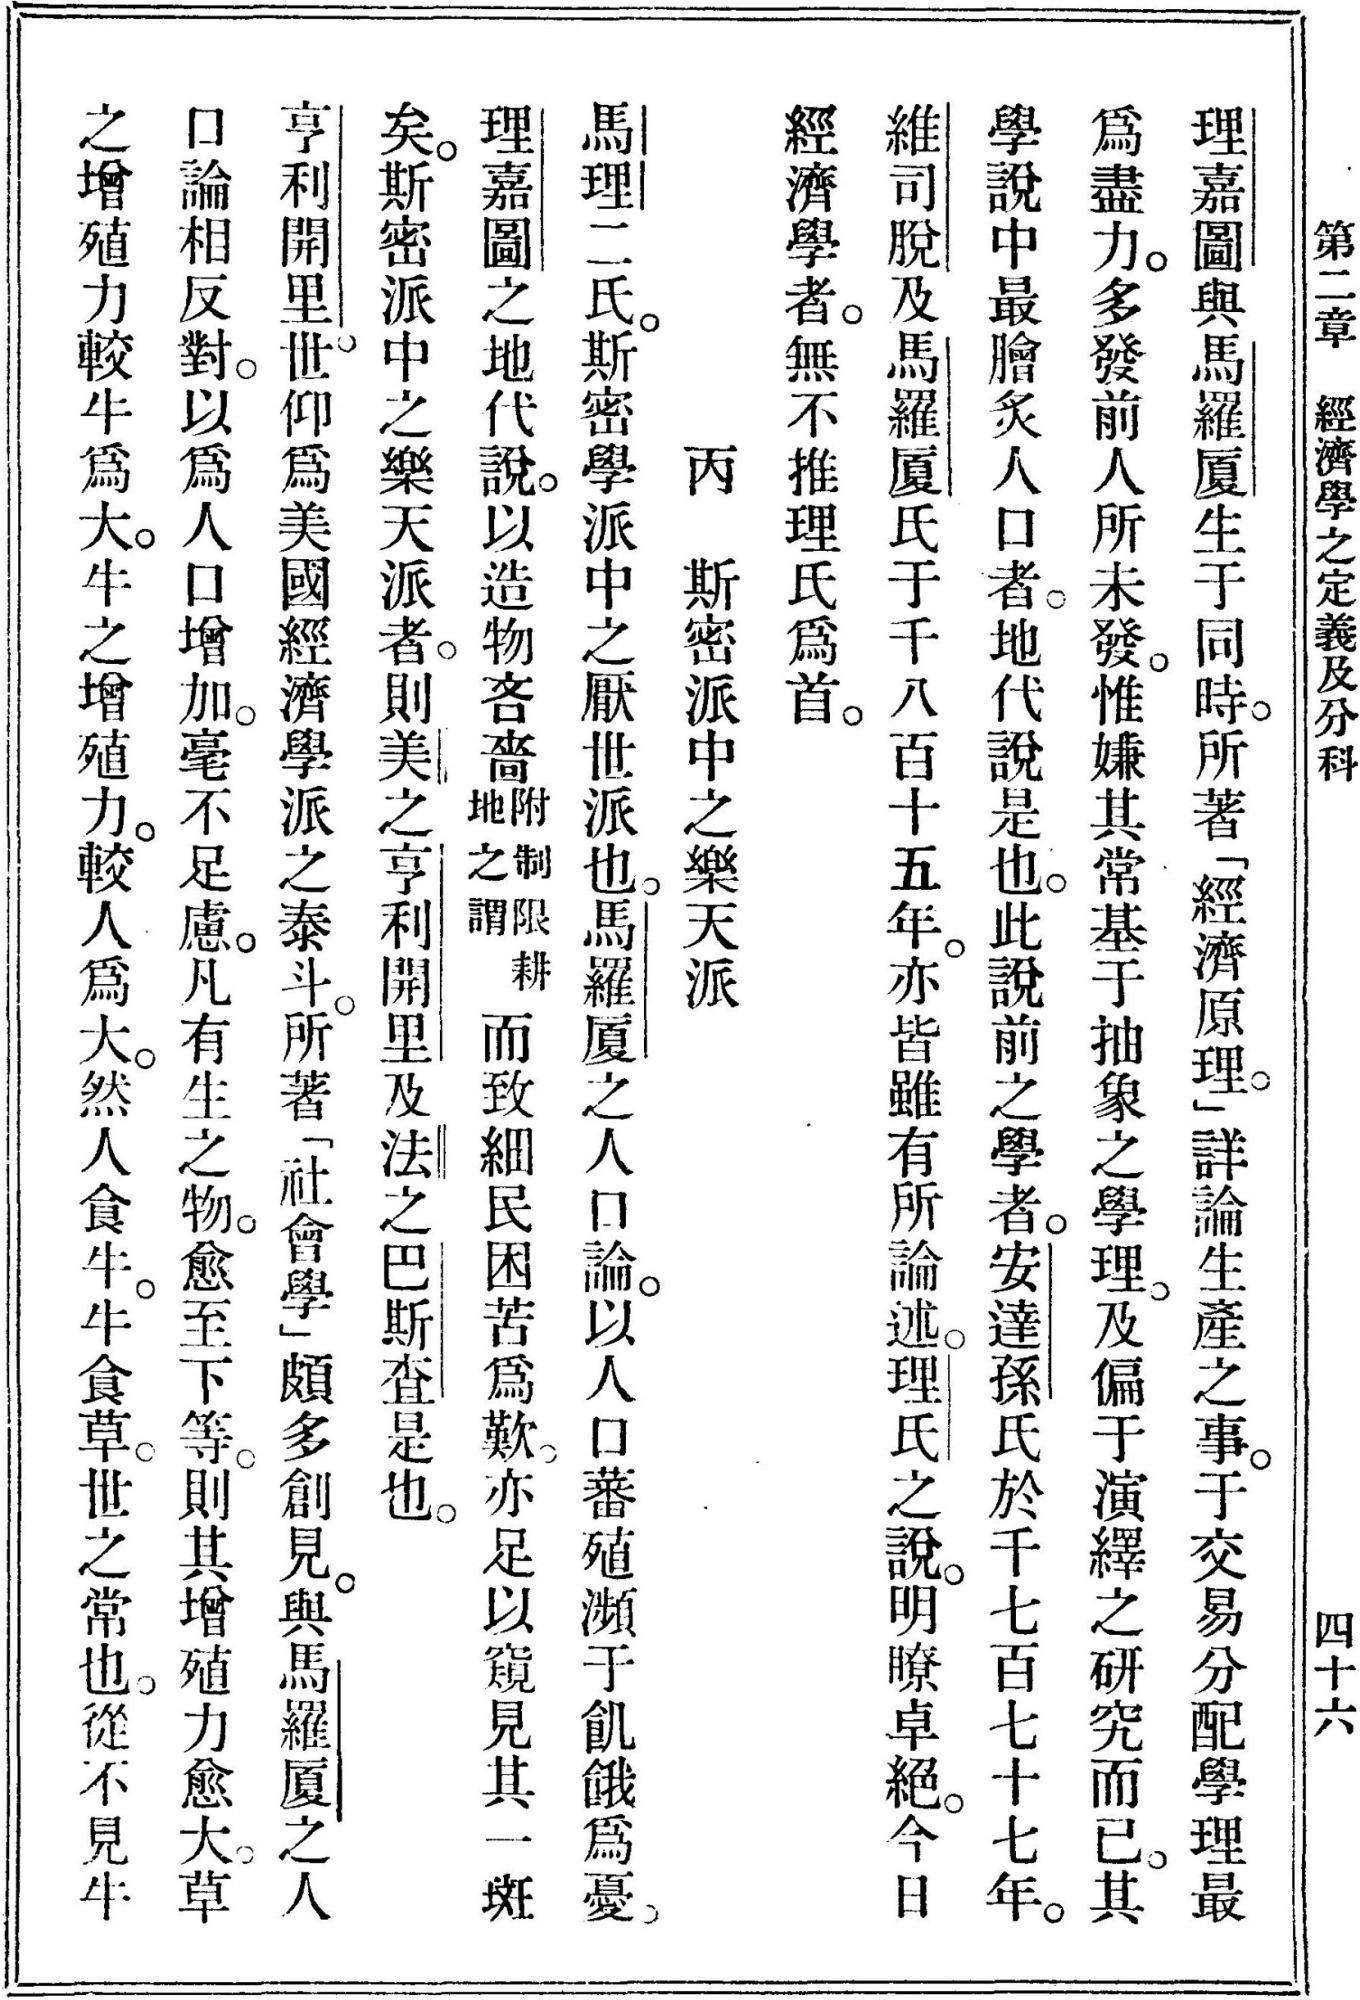 第二章　經濟學之定義及分科　四十六
理嘉圖與馬羅厦生于同時。所著「經濟原理。」詳論生產之事。于交易分配學理最
爲盡力。多發前人所未發。惟嫌其常基于抽象之學理。及偏于演繹之研究而已。其
學說中最膾炙人口者。地代說是也。此說前之學者。安達孫氏於千七百七十七年。
維司脫及馬羅厦氏于千八百十五年。亦皆雖有所論述。理氏之說。明瞭卓絕。今日
經濟學者。無不推理氏爲首。
丙　斯密派中之樂天派
馬理二氏。斯密學派中之厭世派也。馬羅厦之人口論。以人口蕃殖瀕于飢餓爲憂。
理嘉圖之地代說。以造物吝嗇附制限耕地之謂而致細民困苦爲歎。亦足以窺見其一斑
矣。斯密派中之樂天派者。則美之亨利開里及法之巴斯查是也。
亨利開里。世仰爲美國經濟學派之泰斗。所著「社會學」頗多創見。與馬羅厦之人
口論相反對。以爲人口增加。毫不足慮。凡有生之物。愈至下等。則其增殖力愈大。草
之增殖力較牛爲大。牛之增殖力。較人爲大。然人食牛。牛食草。世之常也。從不見牛